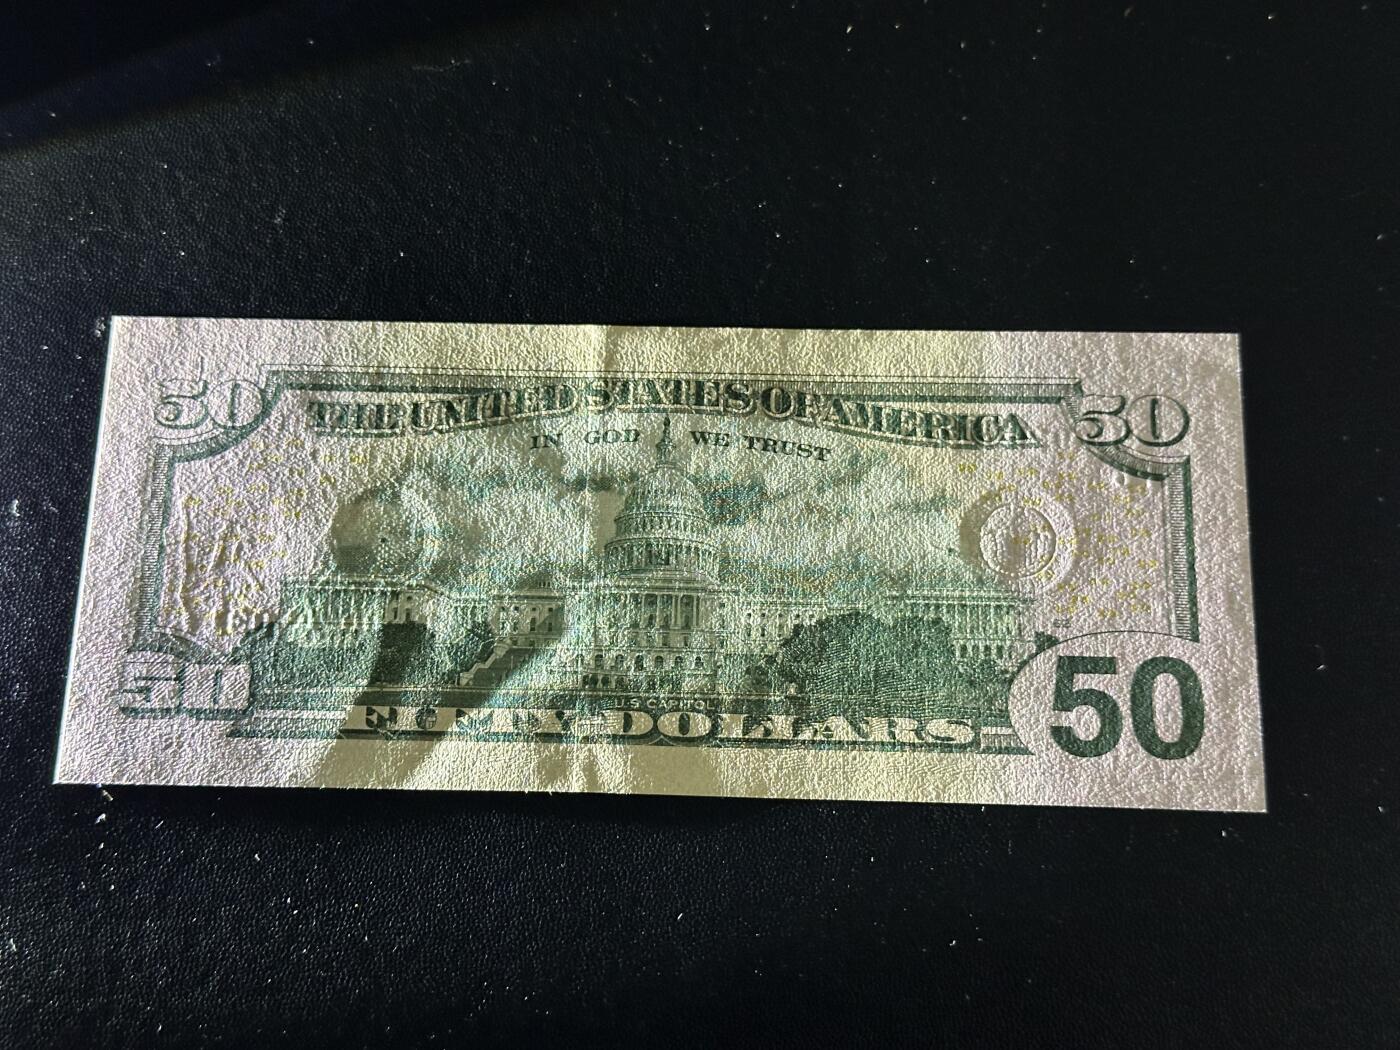 50 THE UNITED STATES OF AMERICA 50
IN GOD WE TRUST
50 U.S. CAPITOL 50
FIFTY DOLLARS